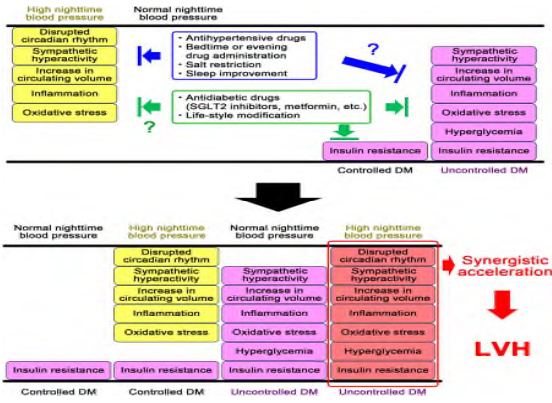 High nighttime
blood pressure
Normal nighttime
blood pressure
Disrupted
circadian rhythm
Sympathetic
hyperactivity
Increase in
circulating volume
Inflammation
Oxidative stress
• Antihypertensive drugs
• Bedtime or evening
drug administration
• Salt restriction
• Sleep improvement
?
• Antidiabetic drugs
(SGLT2 inhibitors, metformin, etc.)
• Life-style modification
?
Sympathetic
hyperactivity
Increase in
circulating volume
Inflammation
Oxidative stress
Hyperglycemia
Insulin resistance
Insulin resistance
Controlled DM
Uncontrolled DM
Normal nighttime
blood pressure
High nighttime
blood pressure
Normal nighttime
blood pressure
High nighttime
blood pressure
Insulin resistance
Disrupted
circadian rhythm
Sympathetic
hyperactivity
Increase in
circulating volume
Inflammation
Oxidative stress
Insulin resistance
Sympathetic
hyperactivity
Increase in
circulating volume
Inflammation
Oxidative stress
Hyperglycemia
Insulin resistance
Disrupted
circadian rhythm
Sympathetic
hyperactivity
Increase in
circulating volume
Inflammation
Oxidative stress
Hyperglycemia
Insulin resistance
Controlled DM
Controlled DM
Uncontrolled DM
Uncontrolled DM
Synergistic
acceleration
LVH